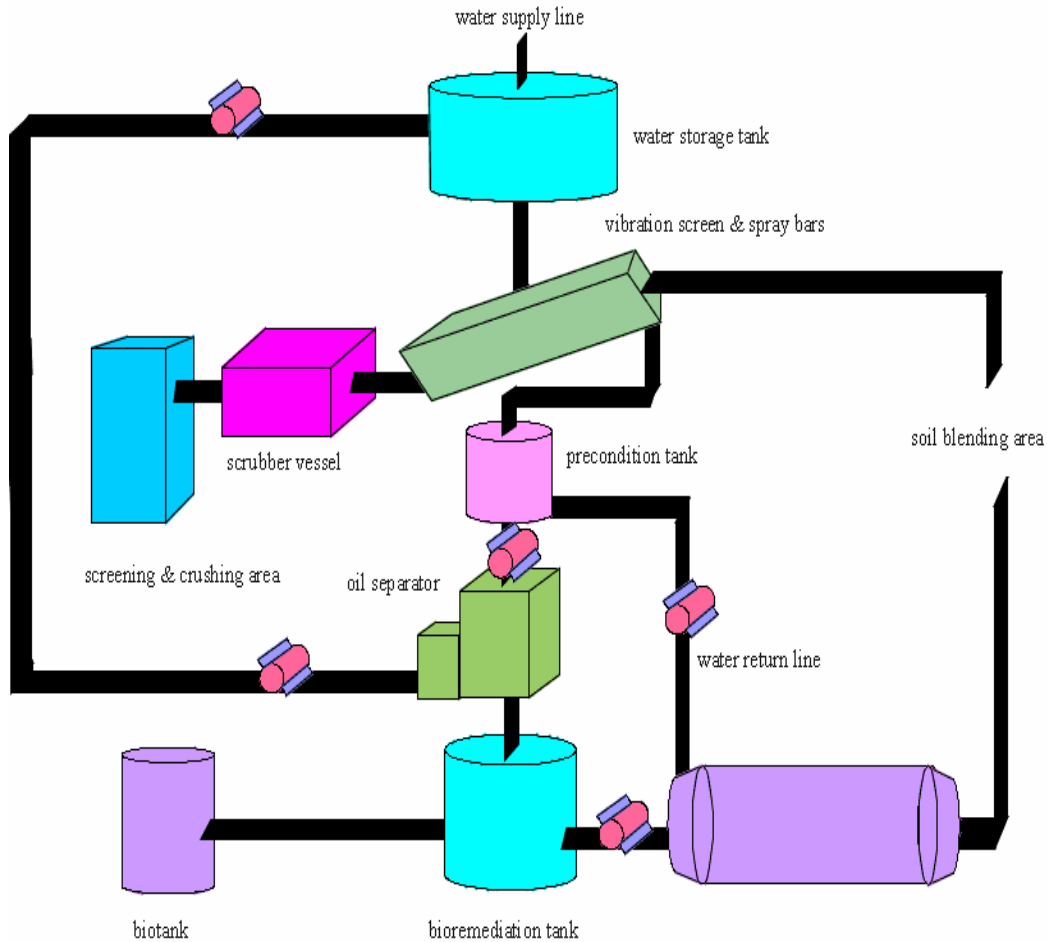 water supply line
water storage tank
vibration screen & spray bars
soil blending area
precondition tank
scrubber vessel
screening & crushing area
oil separator
water return line
biotank
bioremediation tank